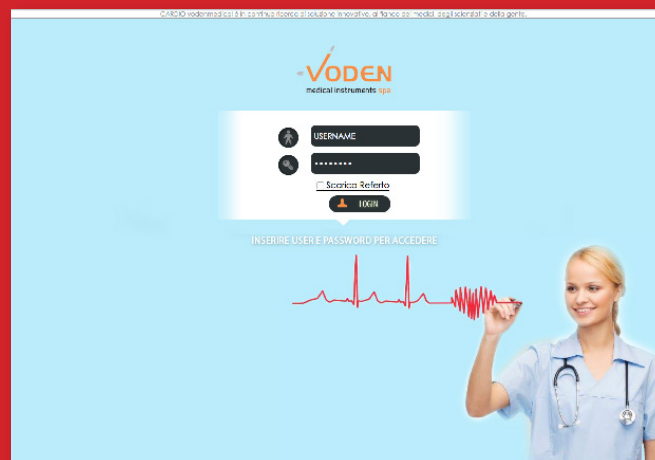 CARDIO vodenmedical è in continua ricerca di soluzione innovative, al fianco dei medici, degli scienziati e della gente.
VODEN
medical instruments spa
USERNAME
••••••••
Scarica Referto
LOGIN
INSERIRE USER E PASSWORD PER ACCEDERE